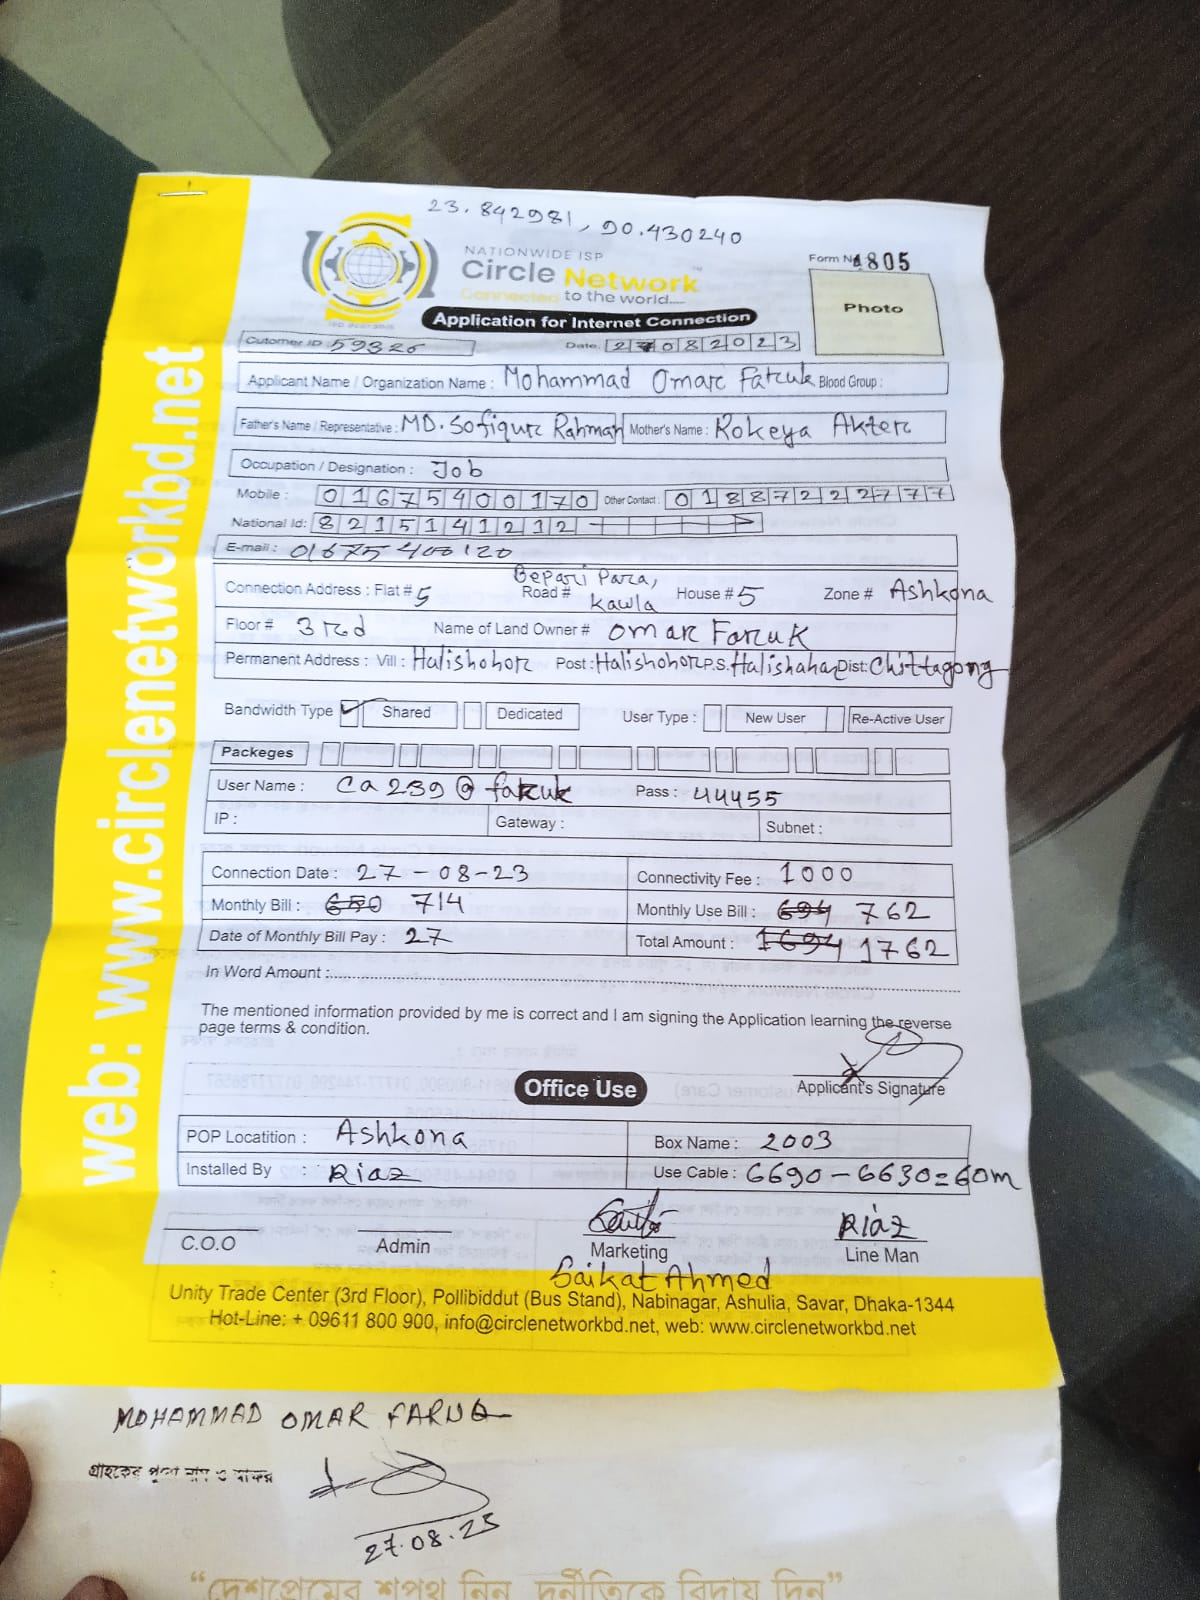 23.842981, 90.430240
NATIONWIDE ISP
Circle Network™
Connected to the world.....
Form No 1805
Photo
Application for Internet Connection
Cutomer ID : 59326 Date. 27082023
Applicant Name / Organization Name : Mohammad Omar Faruk Blood Group :
Father's Name / Representative : MD. Sofiqur Rahman Mother's Name : Rokeya Akter
Occupation / Designation : Job
Mobile : 01675400170 Other Contact : 01887222777
National Id: 8215141212
E-mail : 01675400120
Connection Address : Flat # 5 Road # Bepari Para, Kawla House # 5 Zone # Ashkona
Floor # 3rd Name of Land Owner # Omar Faruk
Permanent Address : Vill : Halishohor Post : Halishohor P.S. Halishahar Dist: Chittagong
Bandwidth Type ✓ Shared Dedicated User Type : New User Re-Active User
Packeges
User Name : Ca239@faruk Pass : 44455
IP : Gateway : Subnet :
Connection Date : 27-08-23 Connectivity Fee : 1000
Monthly Bill : 650 714 Monthly Use Bill : 694 762
Date of Monthly Bill Pay : 27 Total Amount : 1694 1762
In Word Amount :
The mentioned information provided by me is correct and I am signing the Application learning the reverse
page terms & condition.
Applicant's Signature
Office Use
POP Locatition : Ashkona Box Name : 2003
Installed By : Riaz Use Cable : 6690-6630=60m
Riaz
C.O.O Admin Marketing Line Man
Saikat Ahmed
Unity Trade Center (3rd Floor), Pollibiddut (Bus Stand), Nabinagar, Ashulia, Savar, Dhaka-1344
Hot-Line: + 09611 800 900, info@circlenetworkbd.net, web: www.circlenetworkbd.net
web: www.circlenetworkbd.net
MOHAMMAD OMAR FARUQ
গ্রাহকের পুরো নাম ও স্বাক্ষর
27.08.23
“দেশপ্রেমের শপথ নিন, দুর্নীতিকে বিদায় দিন”